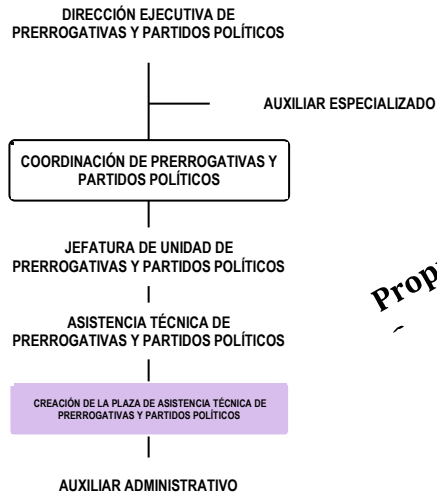 DIRECCIÓN EJECUTIVA DE
PRERROGATIVAS Y PARTIDOS POLÍTICOS
AUXILIAR ESPECIALIZADO
COORDINACIÓN DE PRERROGATIVAS Y
PARTIDOS POLÍTICOS
JEFATURA DE UNIDAD DE
PRERROGATIVAS Y PARTIDOS POLÍTICOS
ASISTENCIA TÉCNICA DE
PRERROGATIVAS Y PARTIDOS POLÍTICOS
CREACIÓN DE LA PLAZA DE ASISTENCIA TÉCNICA DE
PRERROGATIVAS Y PARTIDOS POLÍTICOS
AUXILIAR ADMINISTRATIVO